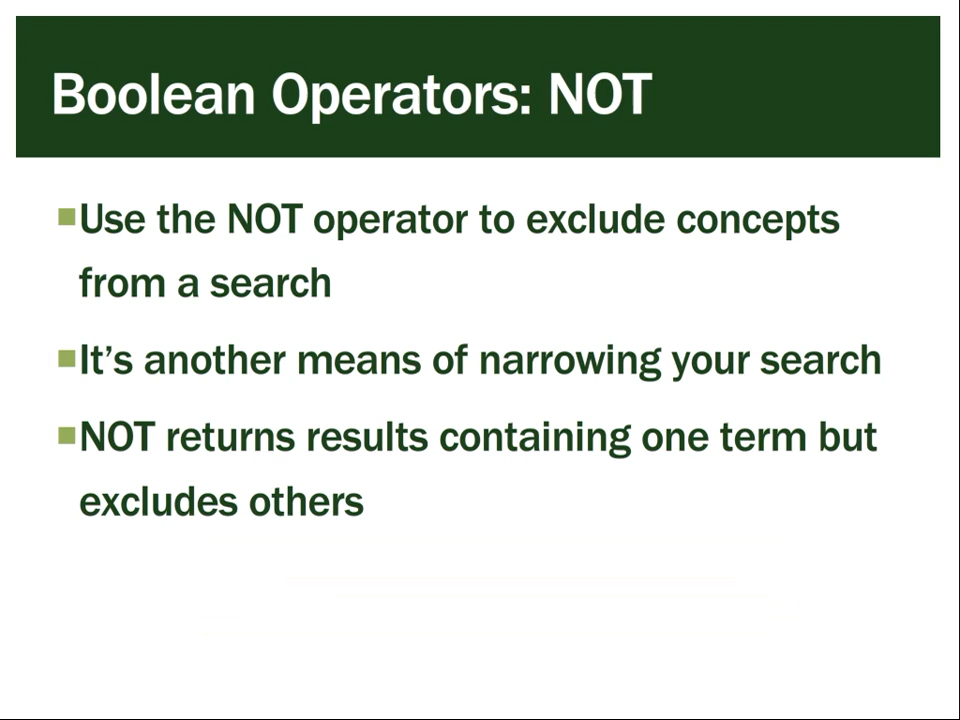 Boolean Operators: NOT
Use the NOT operator to exclude concepts
from a search
It’s another means of narrowing your search
NOT returns results containing one term but
excludes others